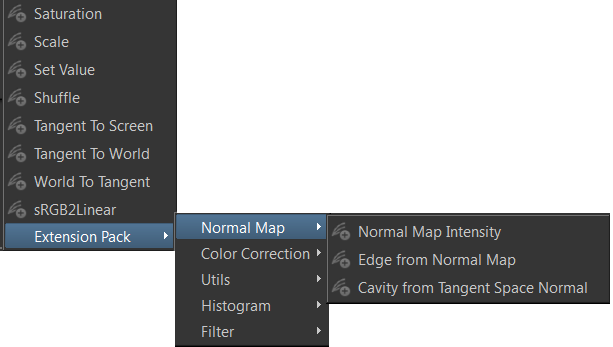 Saturation
Scale
Set Value
Shuffle
Tangent To Screen
Tangent To World
World To Tangent
sRGB2Linear
Extension Pack
Normal Map
Color Correction
Utils
Histogram
Filter
Normal Map Intensity
Edge from Normal Map
Cavity from Tangent Space Normal